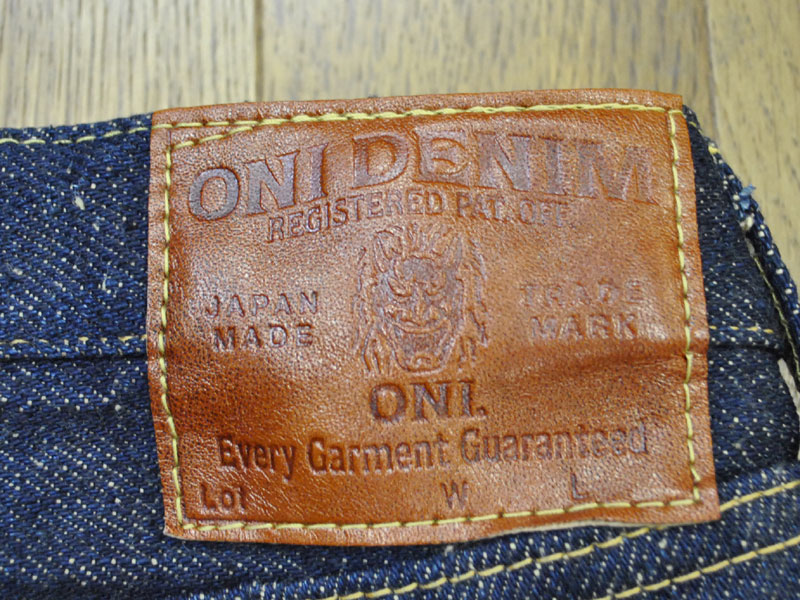 ONI DENIM
REGISTERED PAT. OFF.
JAPAN MADE
TRADE MARK
ONI.
Every Garment Guaranteed
Lot W L